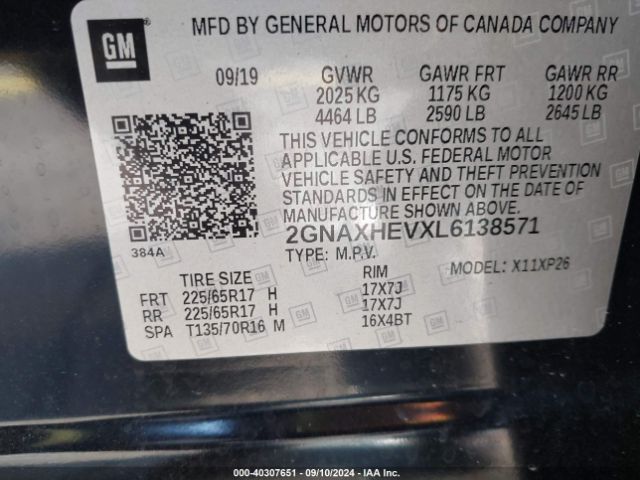 GM
MFD BY GENERAL MOTORS OF CANADA COMPANY
09/19 GVWR GAWR FRT GAWR RR
2025 KG 1175 KG 1200 KG
4464 LB 2590 LB 2645 LB
THIS VEHICLE CONFORMS TO ALL
APPLICABLE U.S. FEDERAL MOTOR
VEHICLE SAFETY AND THEFT PREVENTION
STANDARDS IN EFFECT ON THE DATE OF
MANUFACTURE SHOWN ABOVE.
2GNAXHEVXL6138571
384A
TYPE: M.P.V. MODEL: X11XP26
TIRE SIZE RIM
FRT 225/65R17 H 17X7J
RR 225/65R17 H 17X7J
SPA T135/70R16 M 16X4BT
000-40307651 - 09/10/2024 - IAA Inc.